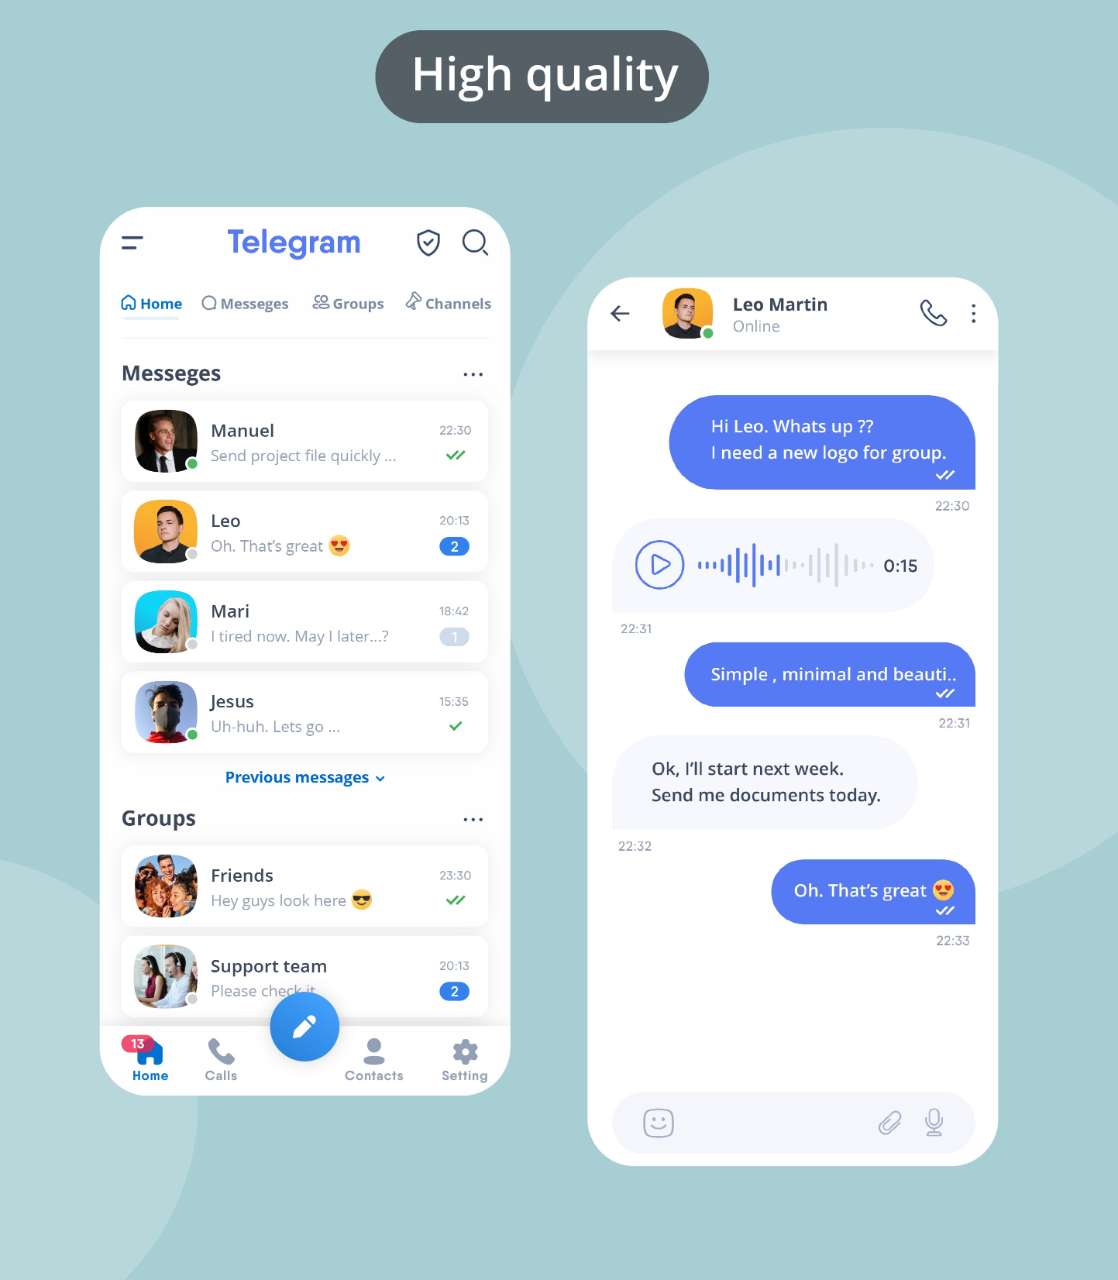 High quality
Telegram
Home Messeges Groups Channels
Messeges
Manuel 22:30
Send project file quickly ...
Leo 20:13
Oh. That's great 😍 2
Mari 18:42
I tired now. May I later...? 1
Jesus 15:35
Uh-huh. Lets go ...
Previous messages
Groups
Friends 23:30
Hey guys look here 😎
Support team 20:13
Please check it 2
13
Home Calls Contacts Setting
Leo Martin
Online
Hi Leo. Whats up ??
I need a new logo for group.
22:30
0:15
22:31
Simple , minimal and beauti..
22:31
Ok, I'll start next week.
Send me documents today.
22:32
Oh. That's great 😍
22:33